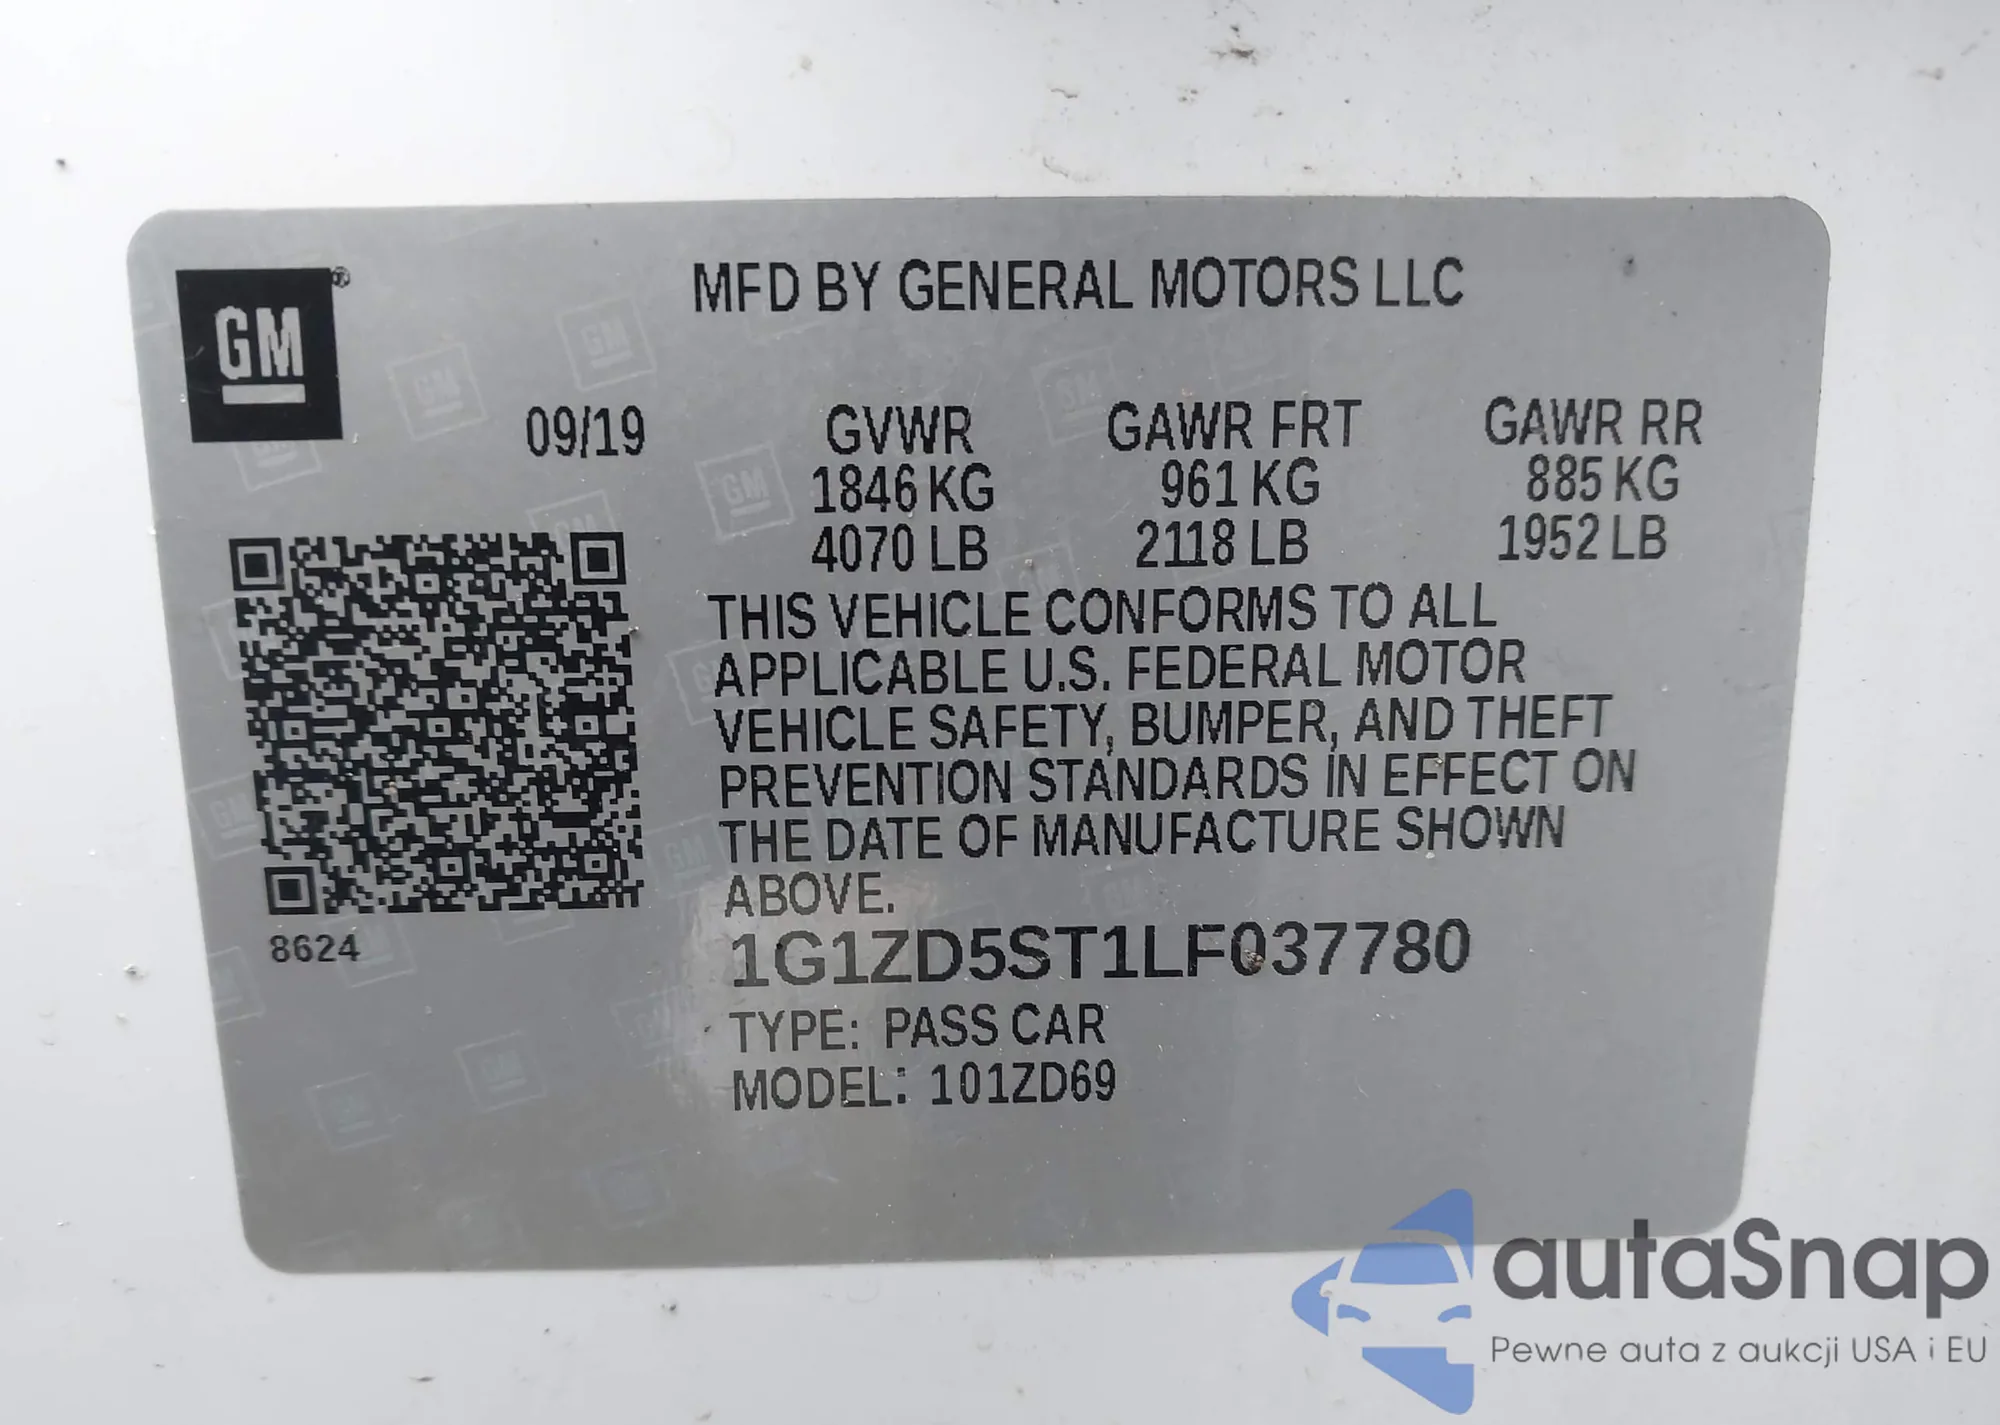 GM®
MFD BY GENERAL MOTORS LLC
09/19
GVWR GAWR FRT GAWR RR
1846 KG 961 KG 885 KG
4070 LB 2118 LB 1952 LB
THIS VEHICLE CONFORMS TO ALL
APPLICABLE U.S. FEDERAL MOTOR
VEHICLE SAFETY, BUMPER, AND THEFT
PREVENTION STANDARDS IN EFFECT ON
THE DATE OF MANUFACTURE SHOWN
ABOVE.
8624
1G1ZD5ST1LF037780
TYPE: PASS CAR
MODEL: 101ZD69
autaSnap
Pewne auta z aukcji USA i EU